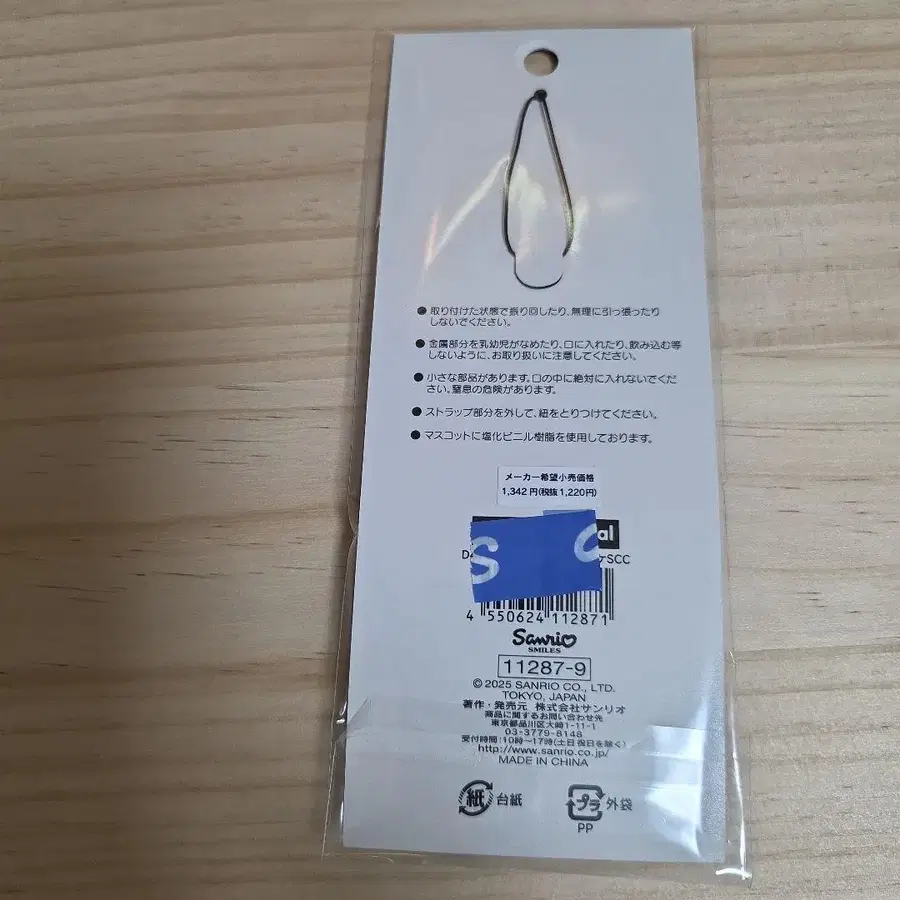 ● 取り付けた状態で振り回したり、無理に引っ張ったり
しないでください。
● 金属部分を乳幼児がなめたり、口に入れたり、飲み込む等
しないように、お取り扱いに注意してください。
● 小さな部品があります。口の中に絶対に入れないでくだ
さい。窒息の危険があります。
● ストラップ部分を外して、紐をとりつけてください。
● マスコットに塩化ビニル樹脂を使用しております。
メーカー希望小売価格
1,342円(税抜1,220円)
al
SCC
4 550624 112871
Sanrio
SMILES
11287-9
© 2025 SANRIO CO., LTD.
TOKYO, JAPAN
著作・発売元 株式会社サンリオ
商品に関するお問い合わせ先
東京都品川区大崎1-11-1
03-3779-8148
受付時間:10時〜17時(土日祝日を除く)
http://www.sanrio.co.jp/
MADE IN CHINA
紙 台紙
プラ 外袋
PP